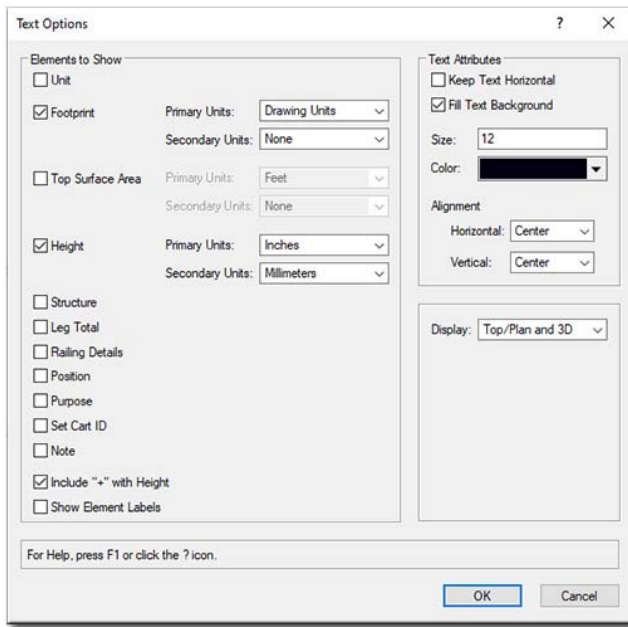 Text Options
?
Elements to Show
Unit
Footprint
Primary Units: Drawing Units
Secondary Units: None
Top Surface Area
Primary Units: Feet
Secondary Units: None
Height
Primary Units: Inches
Secondary Units: Millimeters
Structure
Leg Total
Railing Details
Position
Purpose
Set Cart ID
Note
Include "+" with Height
Show Element Labels
Text Attributes
Keep Text Horizontal
Fill Text Background
Size: 12
Color:
Alignment
Horizontal: Center
Vertical: Center
Display: Top/Plan and 3D
For Help, press F1 or click the ? icon.
OK Cancel